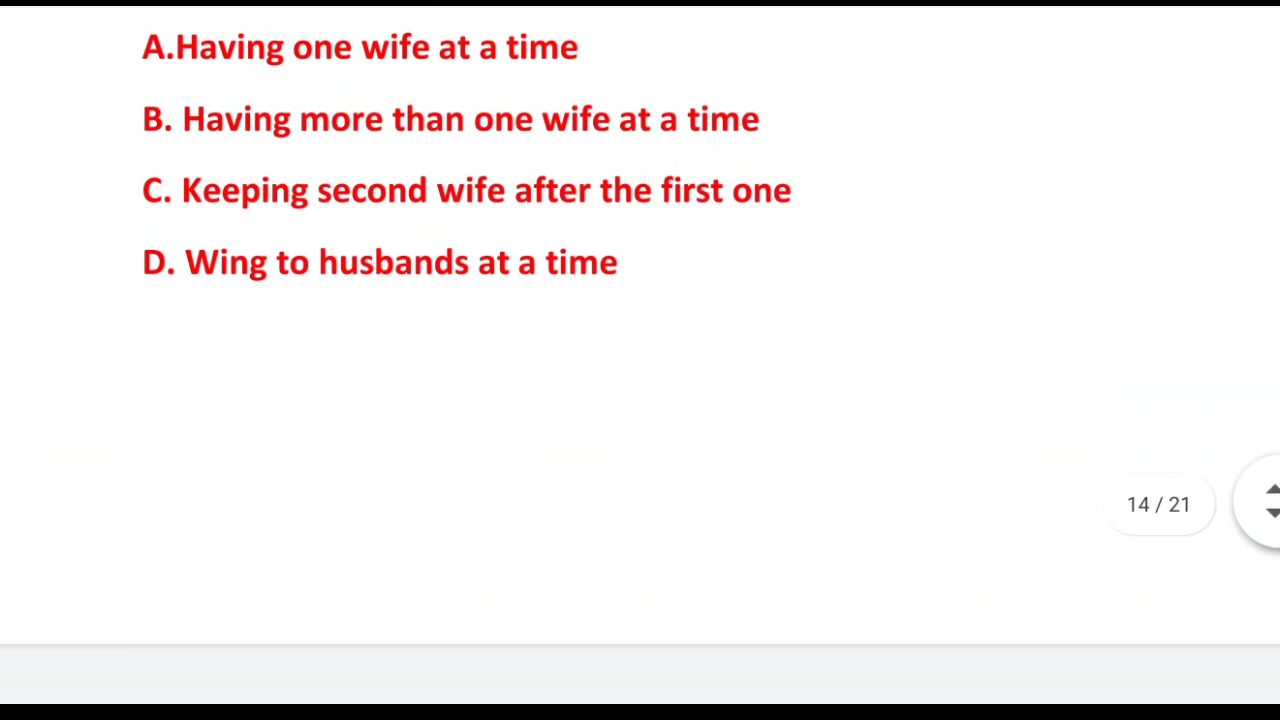 A.Having one wife at a time
B. Having more than one wife at a time
C. Keeping second wife after the first one
D. Wing to husbands at a time
14 / 21